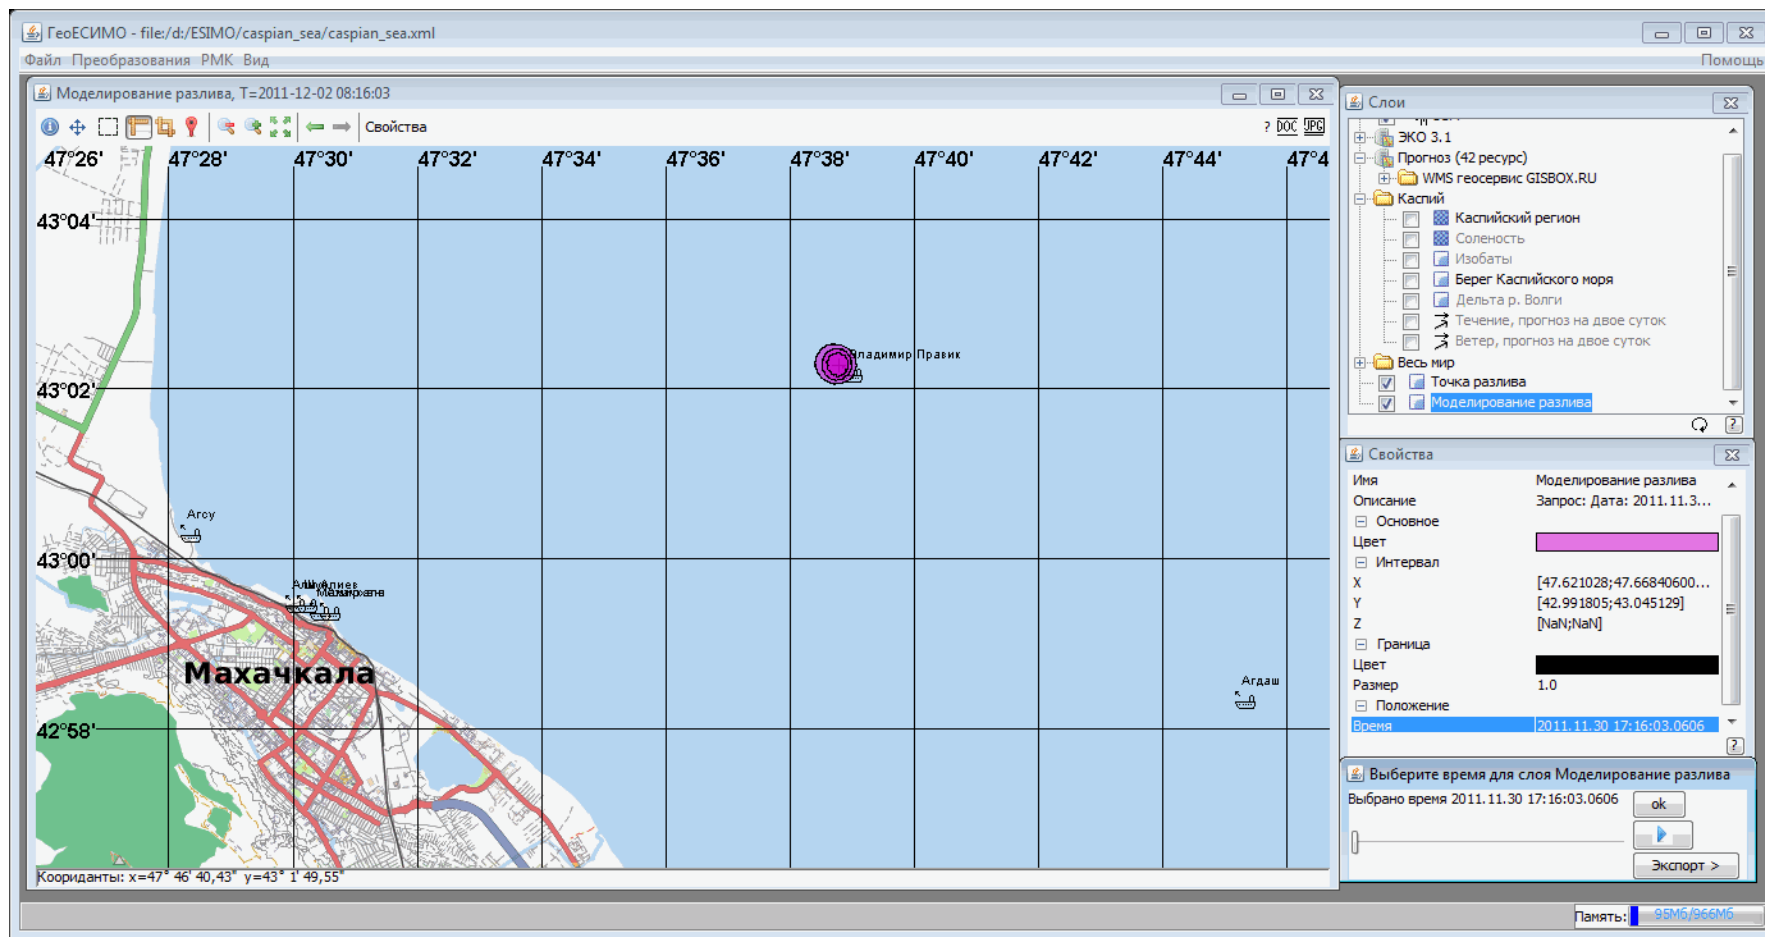 ГеоЕСИМО - file:/d:/ESIMO/caspian_sea/caspian_sea.xml
Файл Преобразования РМК Вид Помощь
Моделирование разлива, T=2011-12-02 08:16:03
Свойства ? DOC JPG
47°26' 47°28' 47°30' 47°32' 47°34' 47°36' 47°38' 47°40' 47°42' 47°44' 47°4
43°04'
Владимир Правик
43°02'
Агсу
43°00'
Махачкала
Агдаш
42°58'
Коориданты: x=47° 46' 40,43" y=43° 1' 49,55"
Слои
ЭКО 3.1
Прогноз (42 ресурс)
WMS геосервис GISBOX.RU
Каспий
Каспийский регион
Соленость
Изобаты
Берег Каспийского моря
Дельта р. Волги
Течение, прогноз на двое суток
Ветер, прогноз на двое суток
Весь мир
Точка разлива
Моделирование разлива
?
Свойства
Имя Моделирование разлива
Описание Запрос: Дата: 2011.11.3...
Основное
Цвет
Интервал
X [47.621028;47.66840600...
Y [42.991805;43.045129]
Z [NaN;NaN]
Граница
Цвет
Размер 1.0
Положение
Время 2011.11.30 17:16:03.0606
?
Выберите время для слоя Моделирование разлива
Выбрано время 2011.11.30 17:16:03.0606 ok
Экспорт >
Память: 95Мб/966Мб